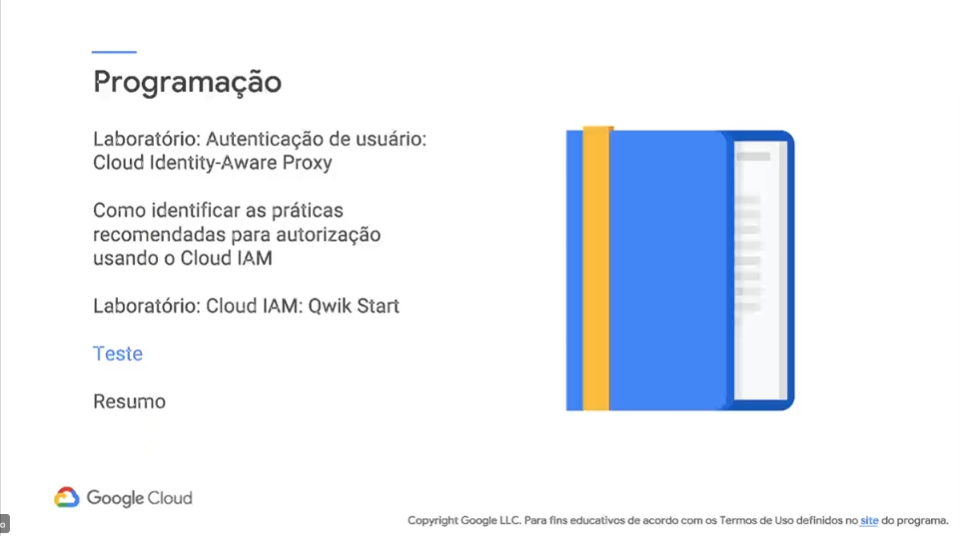 Programação
Laboratório: Autenticação de usuário:
Cloud Identity-Aware Proxy
Como identificar as práticas
recomendadas para autorização
usando o Cloud IAM
Laboratório: Cloud IAM: Qwik Start
Teste
Resumo
Google Cloud
Copyright Google LLC. Para fins educativos de acordo com os Termos de Uso definidos no site do programa.